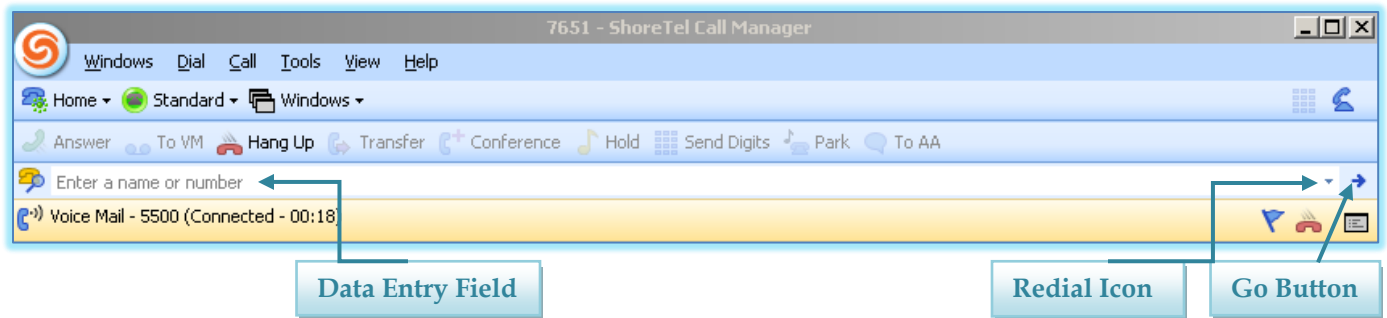 7651 - ShoreTel Call Manager
Windows Dial Call Tools View Help
Home Standard Windows
Answer To VM Hang Up Transfer Conference Hold Send Digits Park To AA
Enter a name or number
Voice Mail - 5500 (Connected - 00:18)
Data Entry Field Redial Icon Go Button